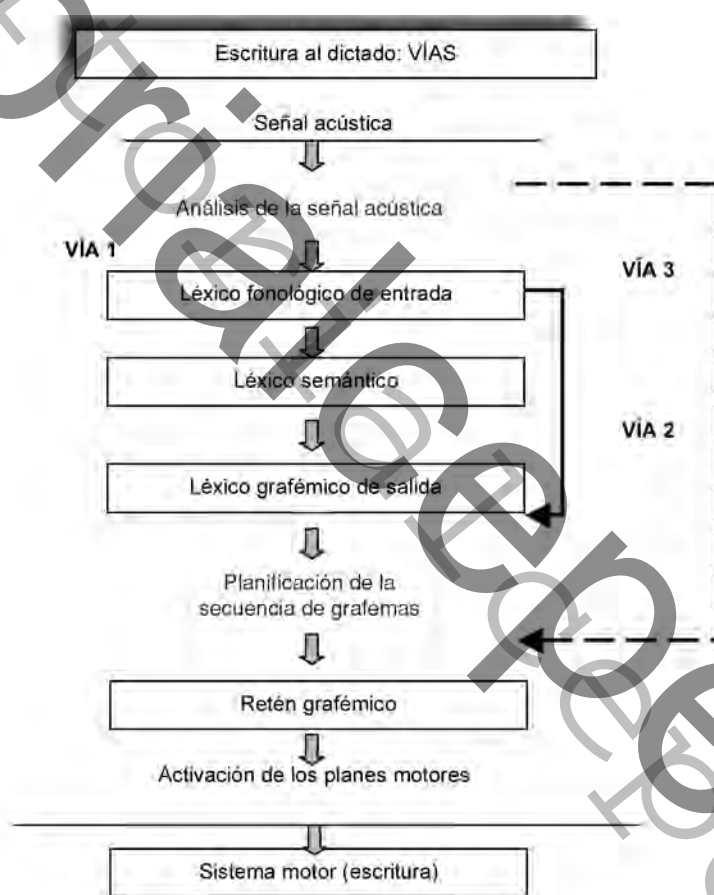 Escritura al dictado: VÍAS
Señal acústica
Análisis de la señal acústica
VÍA 1
VÍA 3
Léxico fonológico de entrada
Léxico semántico
VÍA 2
Léxico grafémico de salida
Planificación de la
secuencia de grafemas
Retén grafémico
Activación de los planes motores
Sistema motor (escritura)